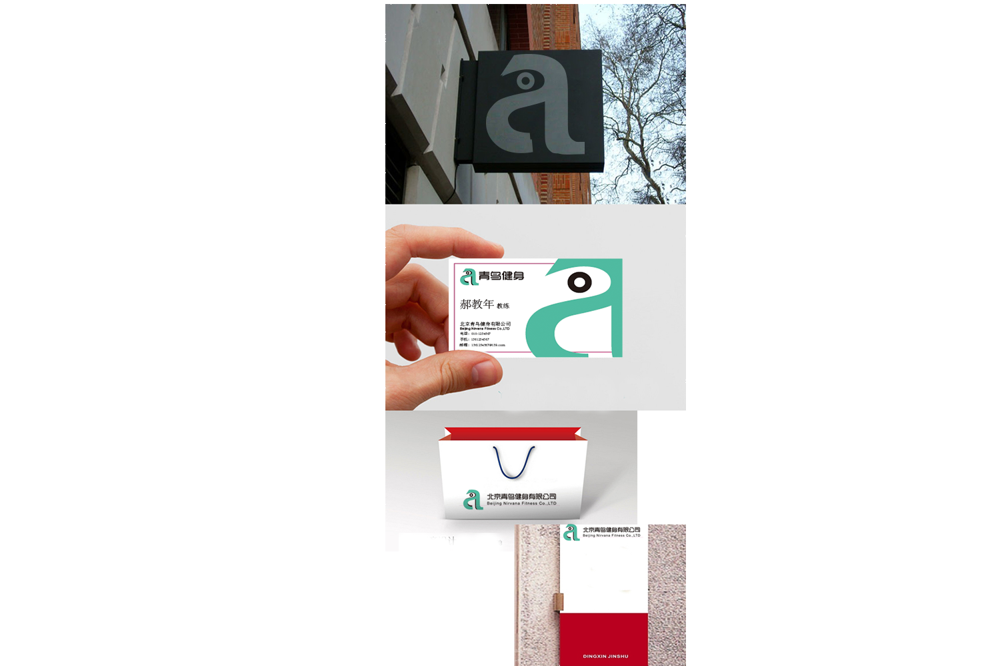 青鸟健身
郝教年 教练
北京青鸟健身有限公司
Beijing Nirvana Fitness Co.,LTD
电话：010-1234567
手机：1361234567
邮箱：1361234567@139.com
北京青鸟健身有限公司
Beijing Nirvana Fitness Co.,LTD
北京青鸟健身有限公司
Beijing Nirvana Fitness Co.,LTD
DINGXIN JINSHU